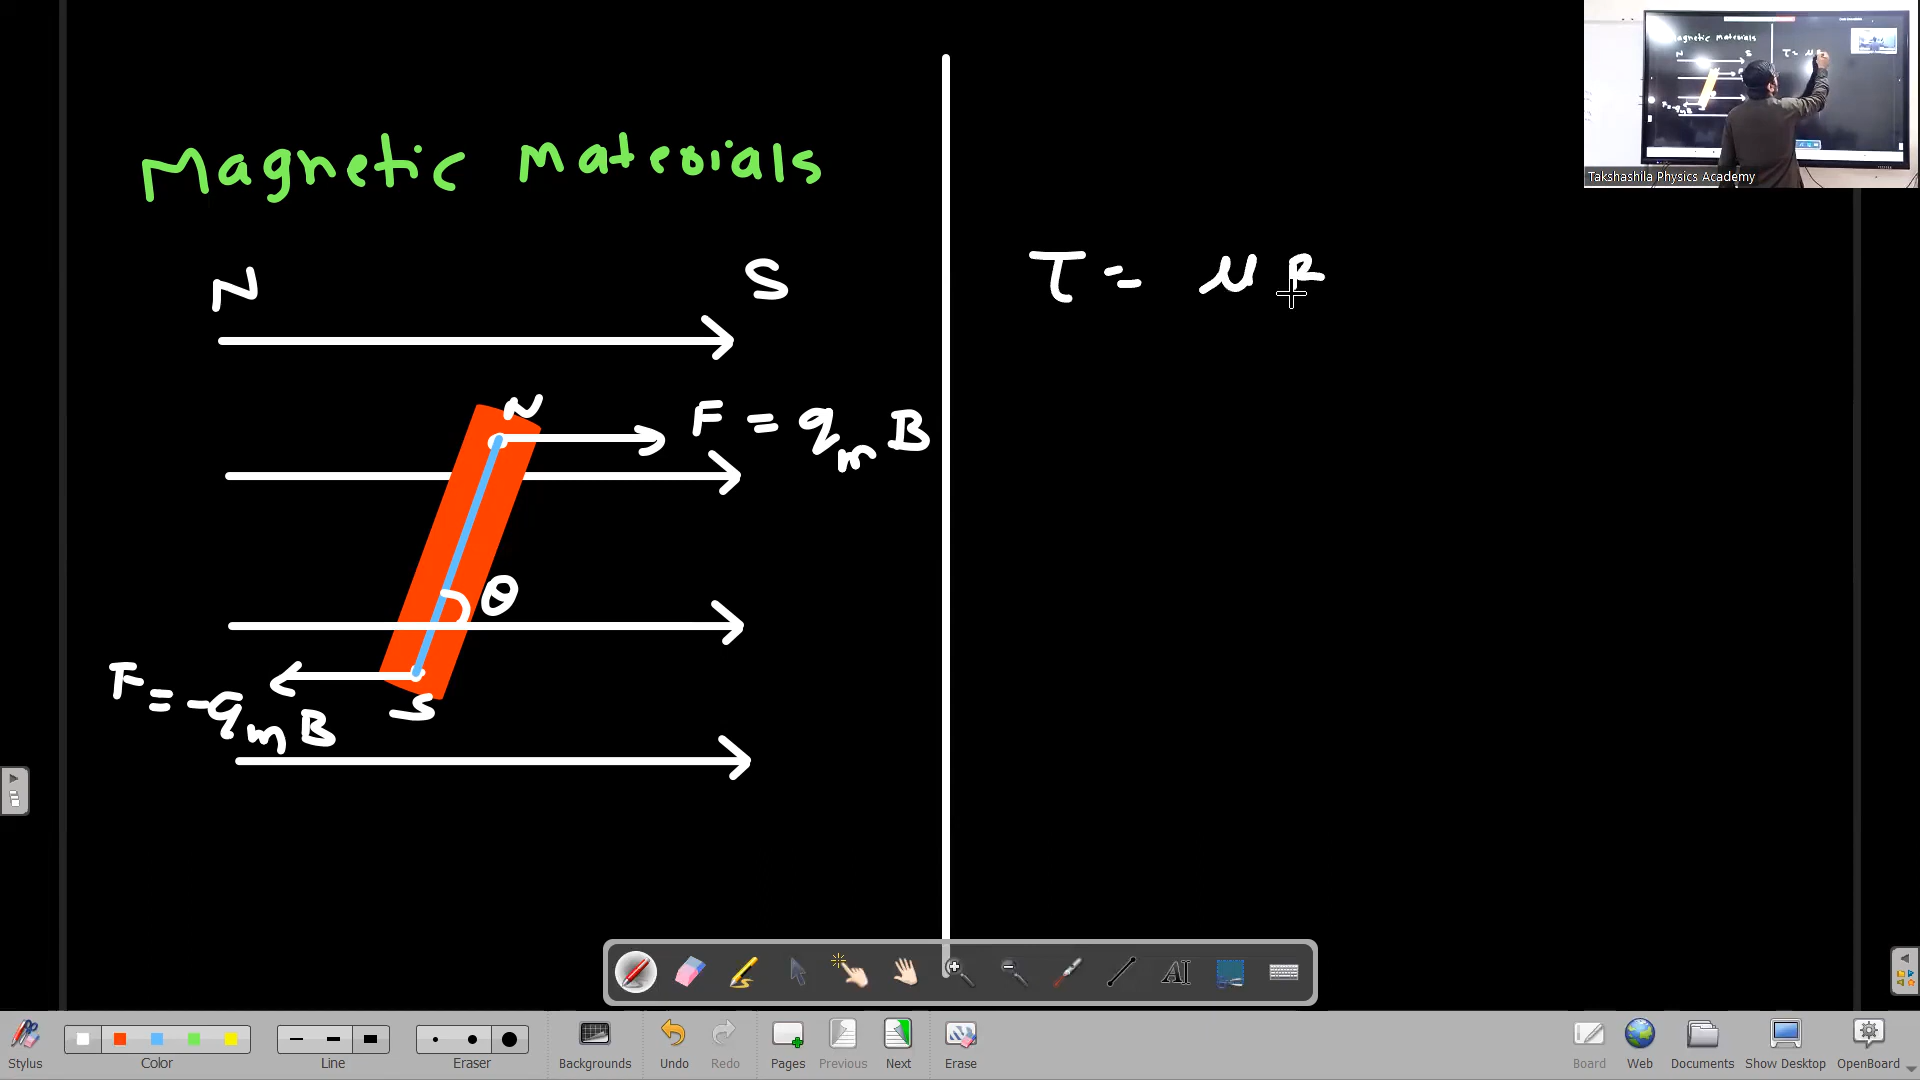 Magnetic Materials
N S
N
F = qm B
θ
F = -qm B
S
τ = μ
Takshashila Physics Academy
Stylus
Color
Line
Eraser
Backgrounds
Undo
Redo
Pages
Previous
Next
Erase
Board
Web
Documents
Show Desktop
OpenBoard